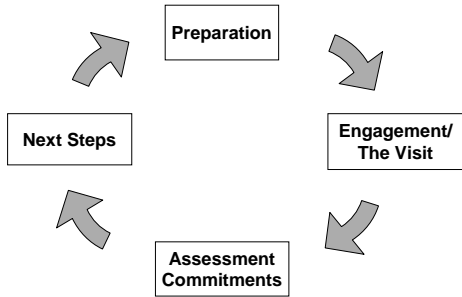 Preparation
Engagement/
The Visit
Next Steps
Assessment
Commitments